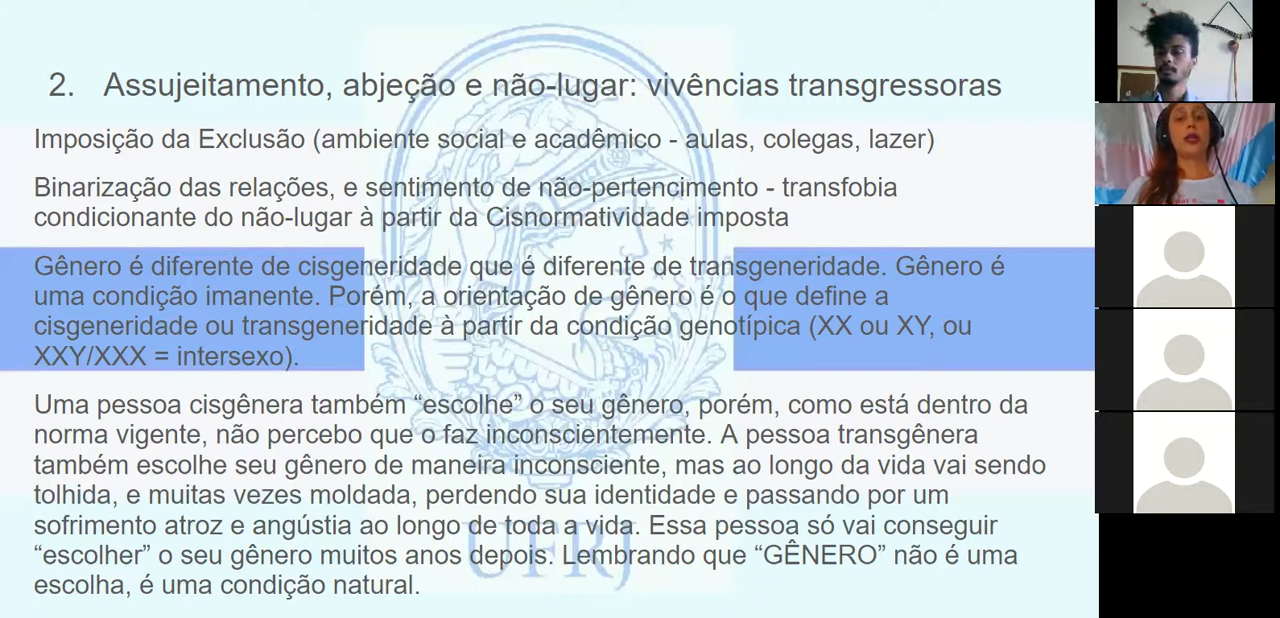 2. Assujeitamento, abjeção e não-lugar: vivências transgressoras
Imposição da Exclusão (ambiente social e acadêmico - aulas, colegas, lazer)
Binarização das relações, e sentimento de não-pertencimento - transfobia
condicionante do não-lugar à partir da Cisnormatividade imposta
Gênero é diferente de cisgeneridade que é diferente de transgeneridade. Gênero é
uma condição imanente. Porém, a orientação de gênero é o que define a
cisgeneridade ou transgeneridade à partir da condição genotípica (XX ou XY, ou
XXY/XXX = intersexo).
Uma pessoa cisgênera também “escolhe” o seu gênero, porém, como está dentro da
norma vigente, não percebo que o faz inconscientemente. A pessoa transgênera
também escolhe seu gênero de maneira inconsciente, mas ao longo da vida vai sendo
tolhida, e muitas vezes moldada, perdendo sua identidade e passando por um
sofrimento atroz e angústia ao longo de toda a vida. Essa pessoa só vai conseguir
“escolher” o seu gênero muitos anos depois. Lembrando que “GÊNERO” não é uma
escolha, é uma condição natural.
UFRJ